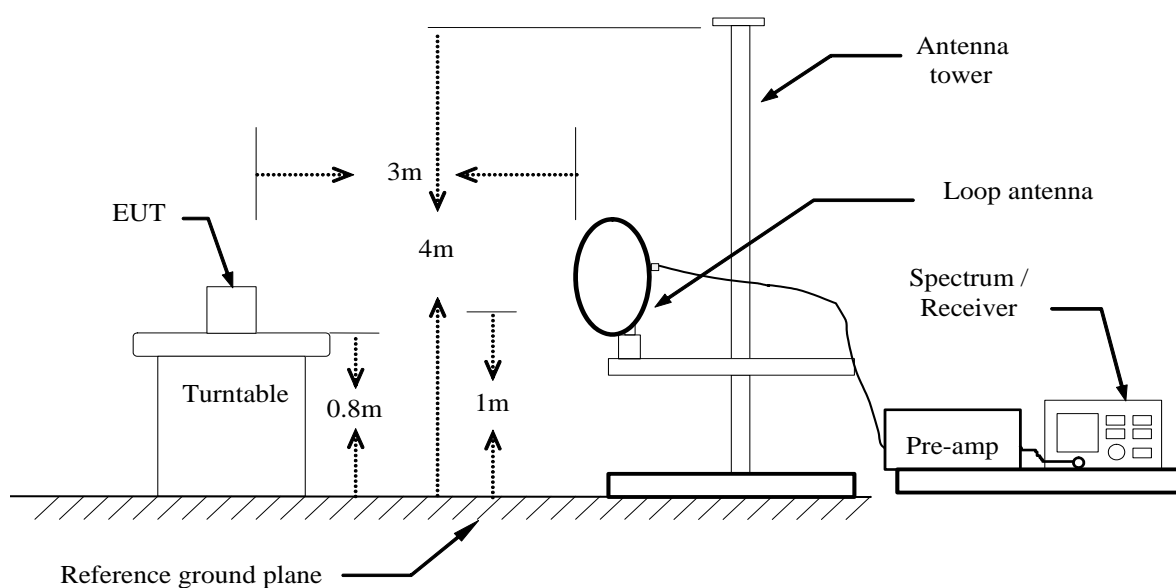 Antenna
tower
3m
EUT
Loop antenna
4m
Spectrum /
Receiver
Turntable
0.8m
1m
Pre-amp
Reference ground plane